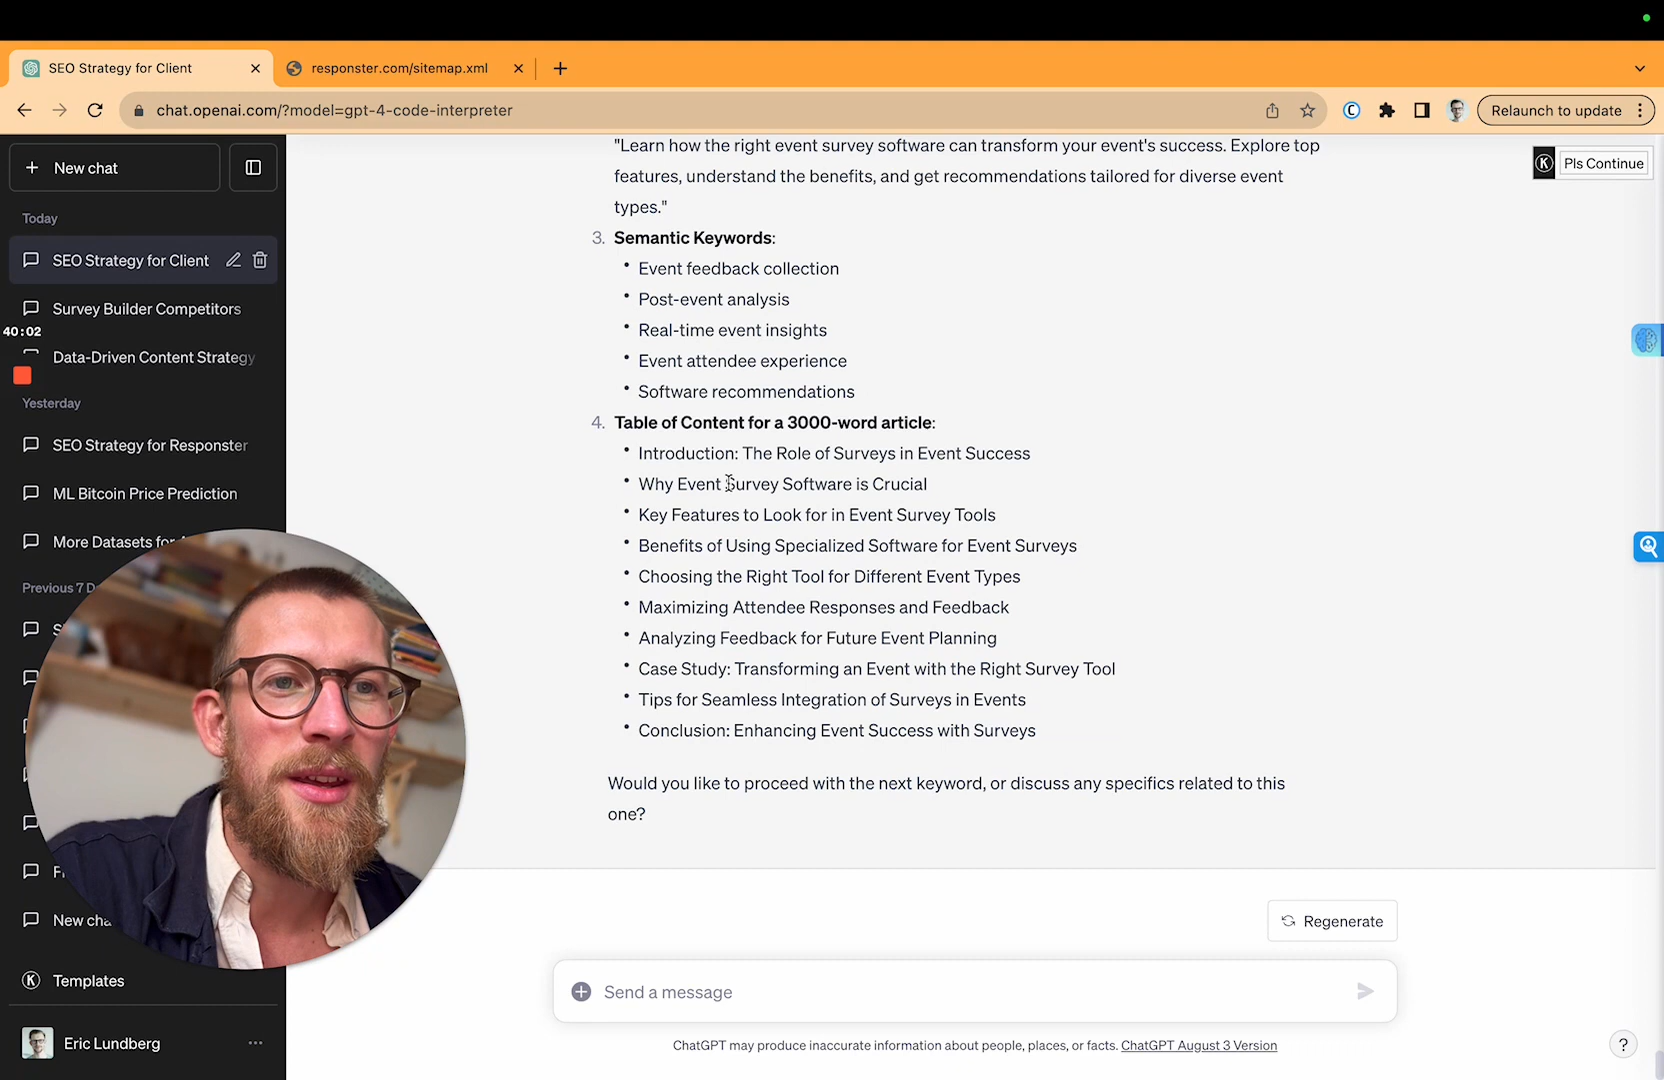 SEO Strategy for Client
responster.com/sitemap.xml
chat.openai.com/?model=gpt-4-code-interpreter
Relaunch to update
New chat
Today
SEO Strategy for Client
Survey Builder Competitors
40:02
Data-Driven Content Strategy
Yesterday
SEO Strategy for Responster
ML Bitcoin Price Prediction
More Datasets for
Previous 7 D
New cha
Templates
Eric Lundberg
Pls Continue
"Learn how the right event survey software can transform your event's success. Explore top
features, understand the benefits, and get recommendations tailored for diverse event
types."
3. Semantic Keywords:
• Event feedback collection
• Post-event analysis
• Real-time event insights
• Event attendee experience
• Software recommendations
4. Table of Content for a 3000-word article:
• Introduction: The Role of Surveys in Event Success
• Why Event Survey Software is Crucial
• Key Features to Look for in Event Survey Tools
• Benefits of Using Specialized Software for Event Surveys
• Choosing the Right Tool for Different Event Types
• Maximizing Attendee Responses and Feedback
• Analyzing Feedback for Future Event Planning
• Case Study: Transforming an Event with the Right Survey Tool
• Tips for Seamless Integration of Surveys in Events
• Conclusion: Enhancing Event Success with Surveys
Would you like to proceed with the next keyword, or discuss any specifics related to this
one?
Regenerate
Send a message
ChatGPT may produce inaccurate information about people, places, or facts. ChatGPT August 3 Version
?